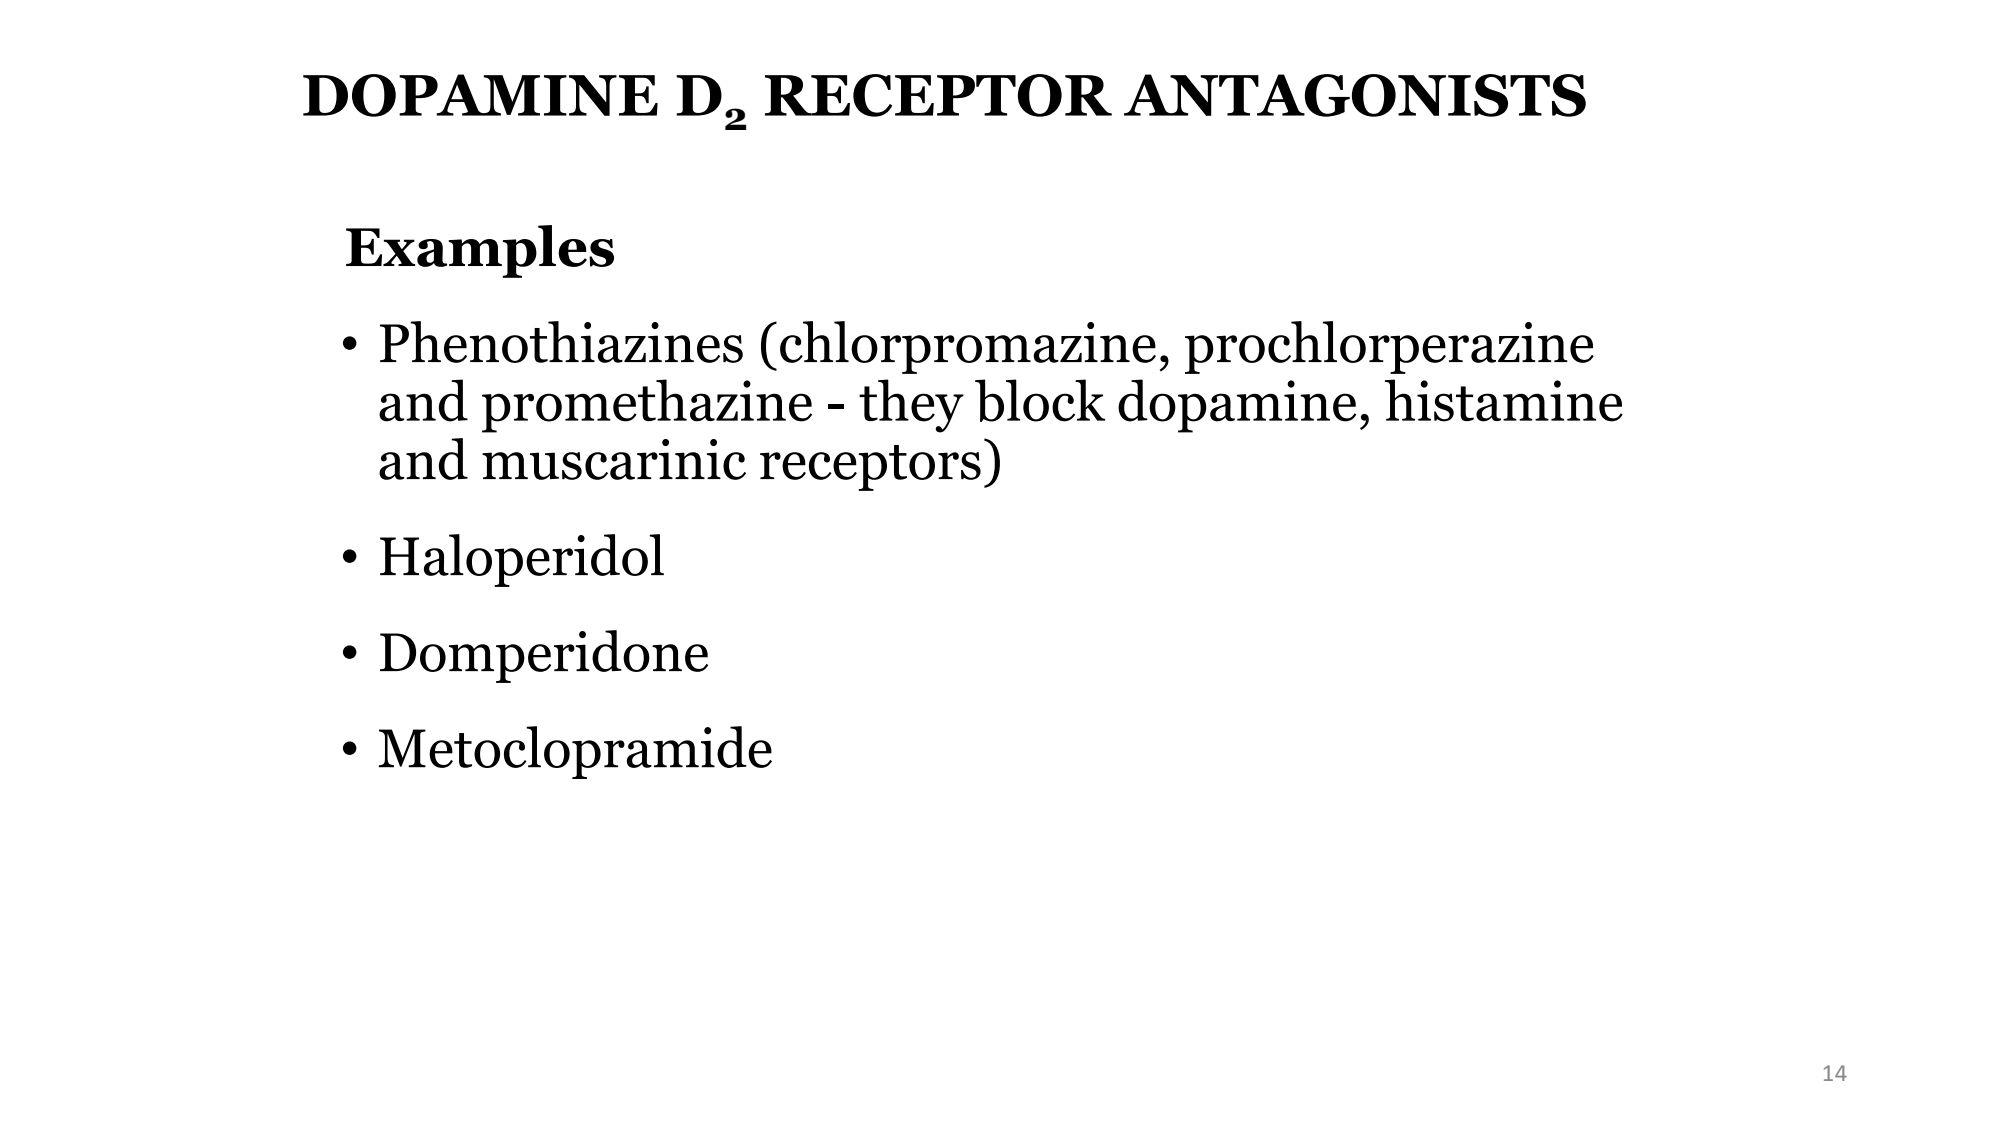 DOPAMINE D₂ RECEPTOR ANTAGONISTS
Examples
• Phenothiazines (chlorpromazine, prochlorperazine
and promethazine - they block dopamine, histamine
and muscarinic receptors)
• Haloperidol
• Domperidone
• Metoclopramide
14